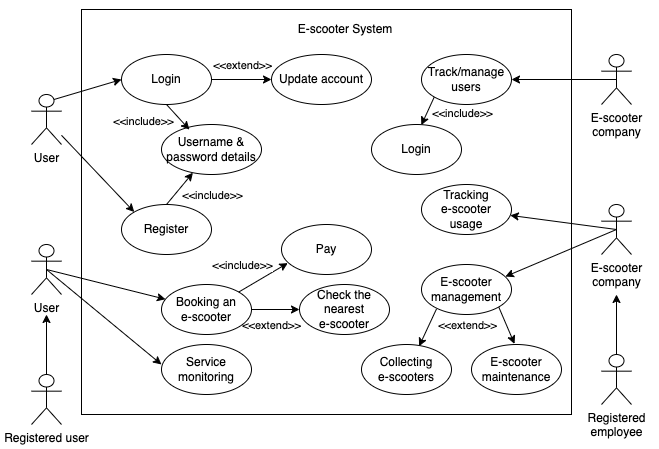 E-scooter System
Login
<<extend>>
Update account
Track/manage
users
E-scooter
company
<<include>>
<<include>>
User
Username &
password details
Login
<<include>>
Register
Tracking
e-scooter
usage
Pay
<<include>>
E-scooter
company
User
Booking an
e-scooter
Check the
nearest
e-scooter
<<extend>>
E-scooter
management
<<extend>>
Service
monitoring
Collecting
e-scooters
E-scooter
maintenance
Registered user
Registered
employee